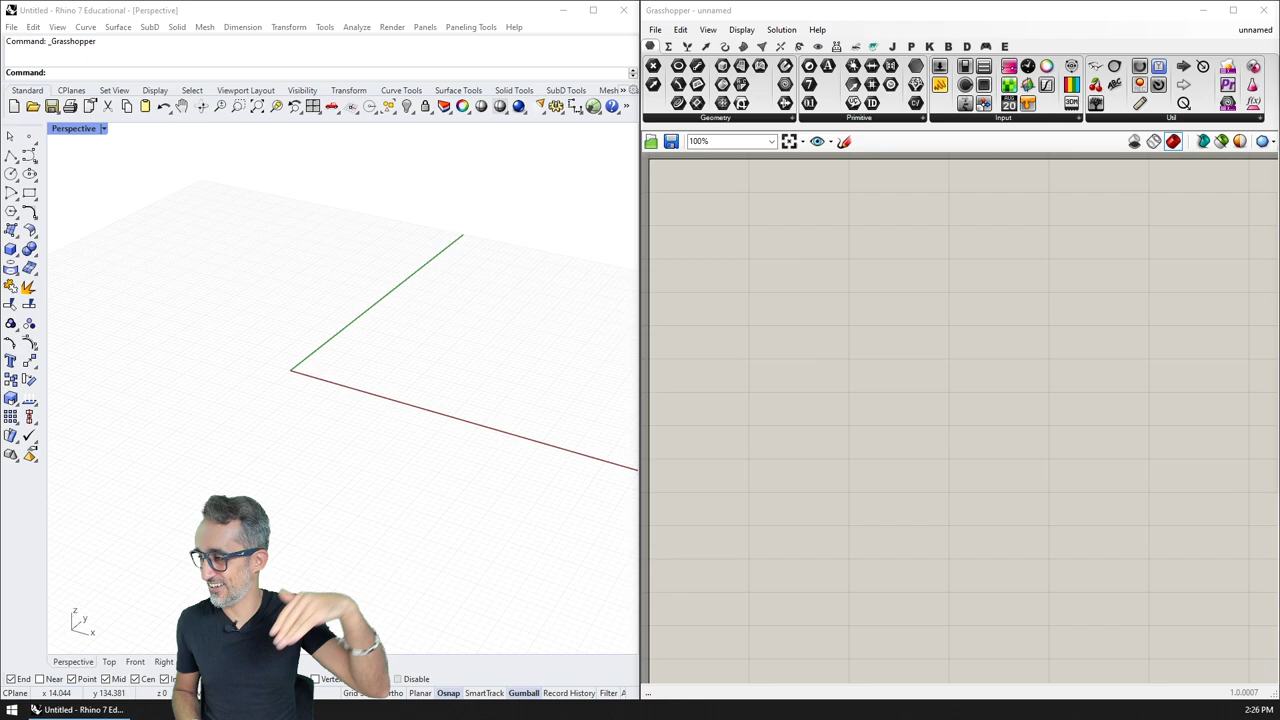 Untitled - Rhino 7 Educational - [Perspective]
File Edit View Curve Surface SubD Solid Mesh Dimension Transform Tools Analyze Render Panels Paneling Tools Help
Command: _Grasshopper
Command:
Standard CPlanes Set View Display Select Viewport Layout Visibility Transform Curve Tools Surface Tools Solid Tools SubD Tools Mesh »
Perspective
z
y
x
Perspective Top Front Right
End Near Point Mid Cen Vert Disable
CPlane x 14.044 y 134.381 z 0 Grid S Ortho Planar Osnap SmartTrack Gumball Record History Filter
Untitled - Rhino 7 Ed...
Grasshopper - unnamed
File Edit View Display Solution Help unnamed
J P K B D E
Geometry Primitive Input Util
100%
... 1.0.0007
2:26 PM